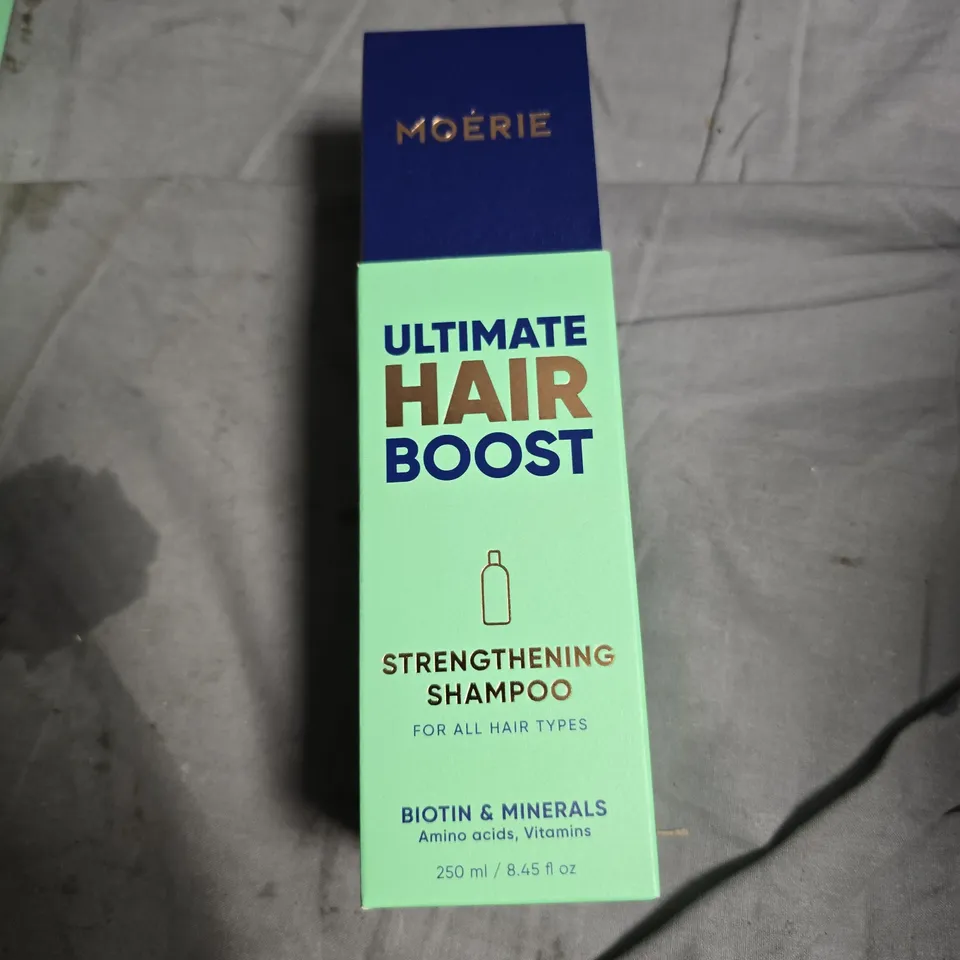 MOÉRIE
ULTIMATE
HAIR
BOOST
STRENGTHENING
SHAMPOO
FOR ALL HAIR TYPES
BIOTIN & MINERALS
Amino acids, Vitamins
250 ml / 8.45 fl oz